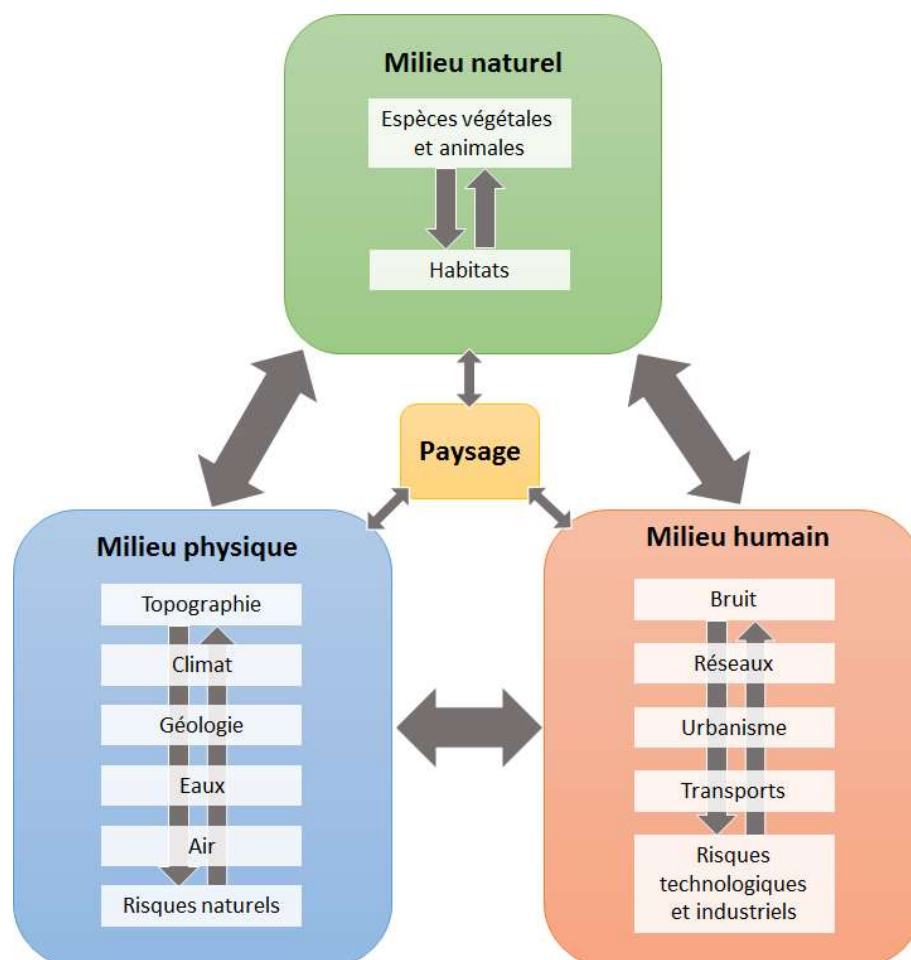 Milieu naturel
Espèces végétales
et animales
Habitats
Paysage
Milieu physique
Topographie
Climat
Géologie
Eaux
Air
Risques naturels
Milieu humain
Bruit
Réseaux
Urbanisme
Transports
Risques
technologiques
et industriels